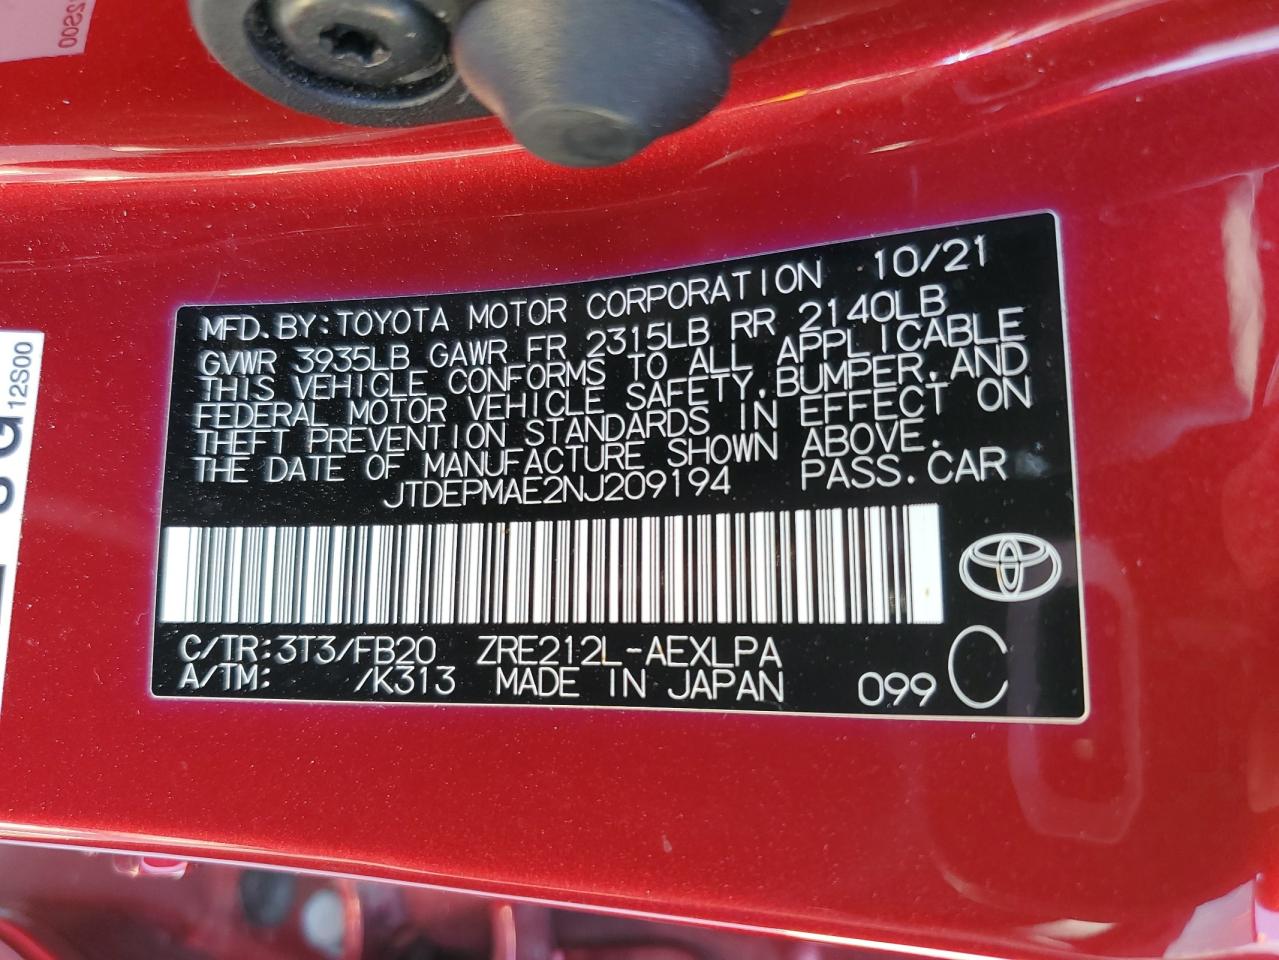 2S00
G12S00
MFD.BY:TOYOTA MOTOR CORPORATION 10/21
GVWR 3935LB GAWR FR 2315LB RR 2140LB
THIS VEHICLE CONFORMS TO ALL APPLICABLE
FEDERAL MOTOR VEHICLE SAFETY,BUMPER,AND
THEFT PREVENTION STANDARDS IN EFFECT ON
THE DATE OF MANUFACTURE SHOWN ABOVE.
JTDEPMAE2NJ209194 PASS.CAR
C/TR:3T3/FB20 ZRE212L-AEXLPA
A/TM: /K313 MADE IN JAPAN 099 C